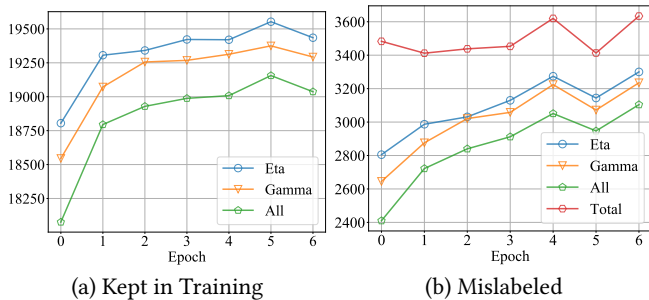 19500
19250
19000
18750
18500
18250
0 1 2 3 4 5 6
Epoch
Eta
Gamma
All
(a) Kept in Training
3600
3400
3200
3000
2800
2600
2400
0 1 2 3 4 5 6
Epoch
Eta
Gamma
All
Total
(b) Mislabeled